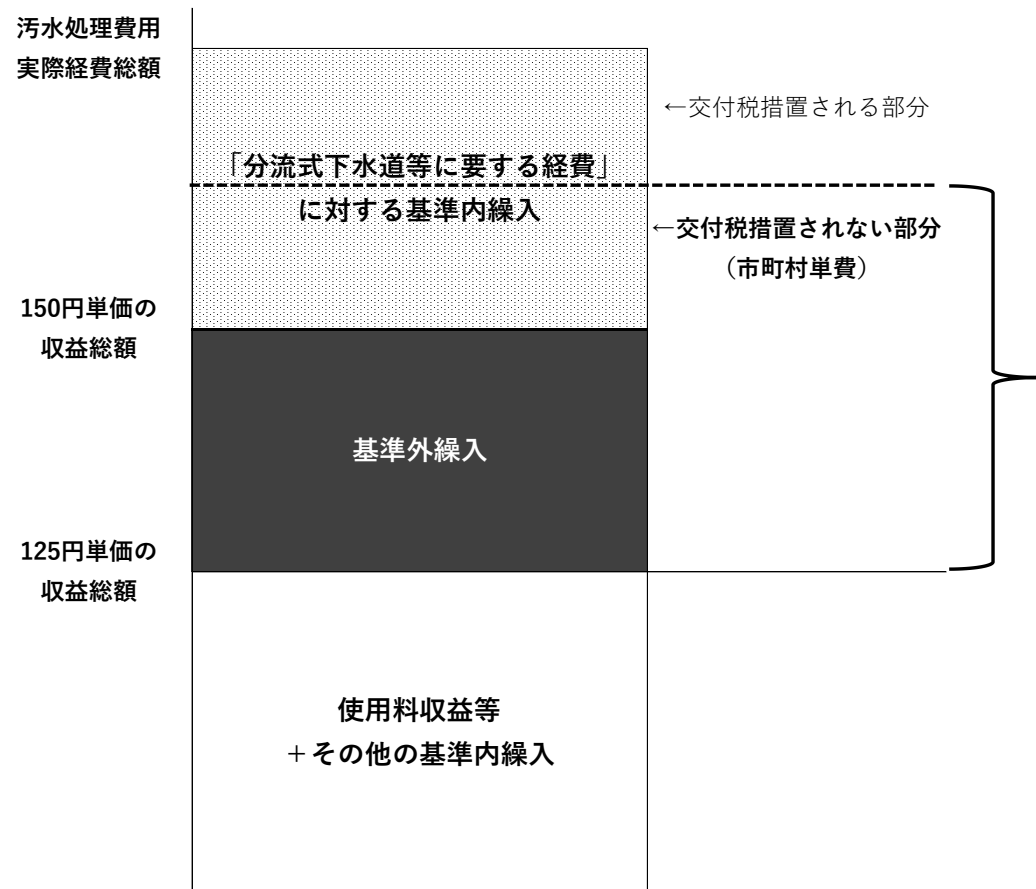 汚水処理費用
実際経費総額
←交付税措置される部分
「分流式下水道等に要する経費」
に対する基準内繰入
←交付税措置されない部分
（市町村単費）
150円単価の
収益総額
基準外繰入
125円単価の
収益総額
使用料収益等
＋その他の基準内繰入